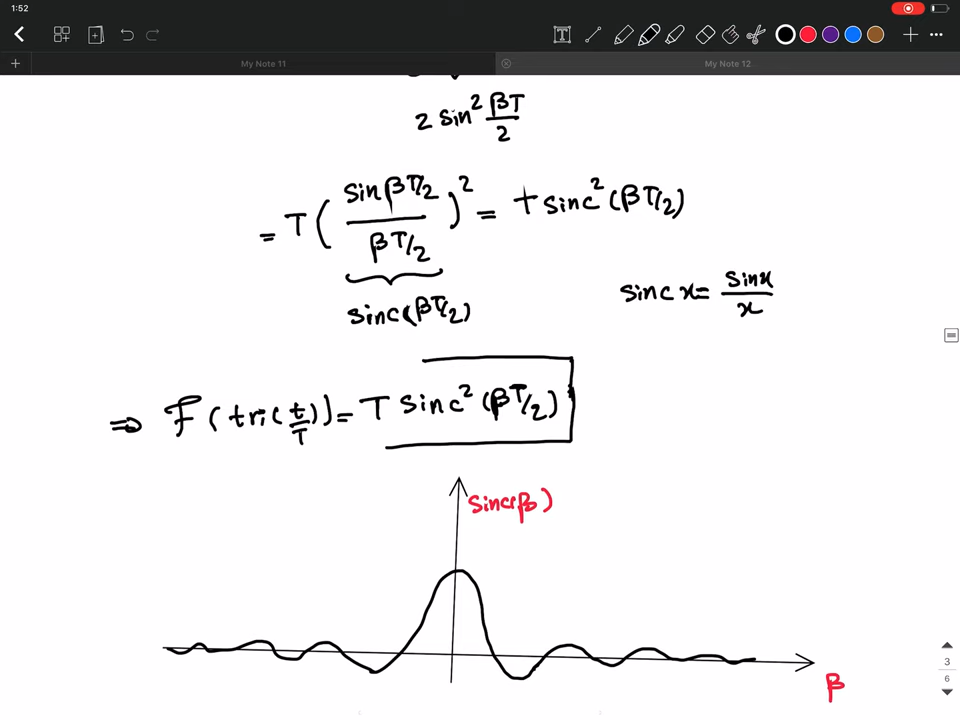 1:52
My Note 11
My Note 12
2 sin² βT/2
= T ( sin βT/2 / βT/2 )² = T sinc² (βT/2)
sinc(βT/2)
sinc x = sin x / x
⇒ F(tri(t/T)) = T sinc² (βT/2)
sinc(β)
β
3
6